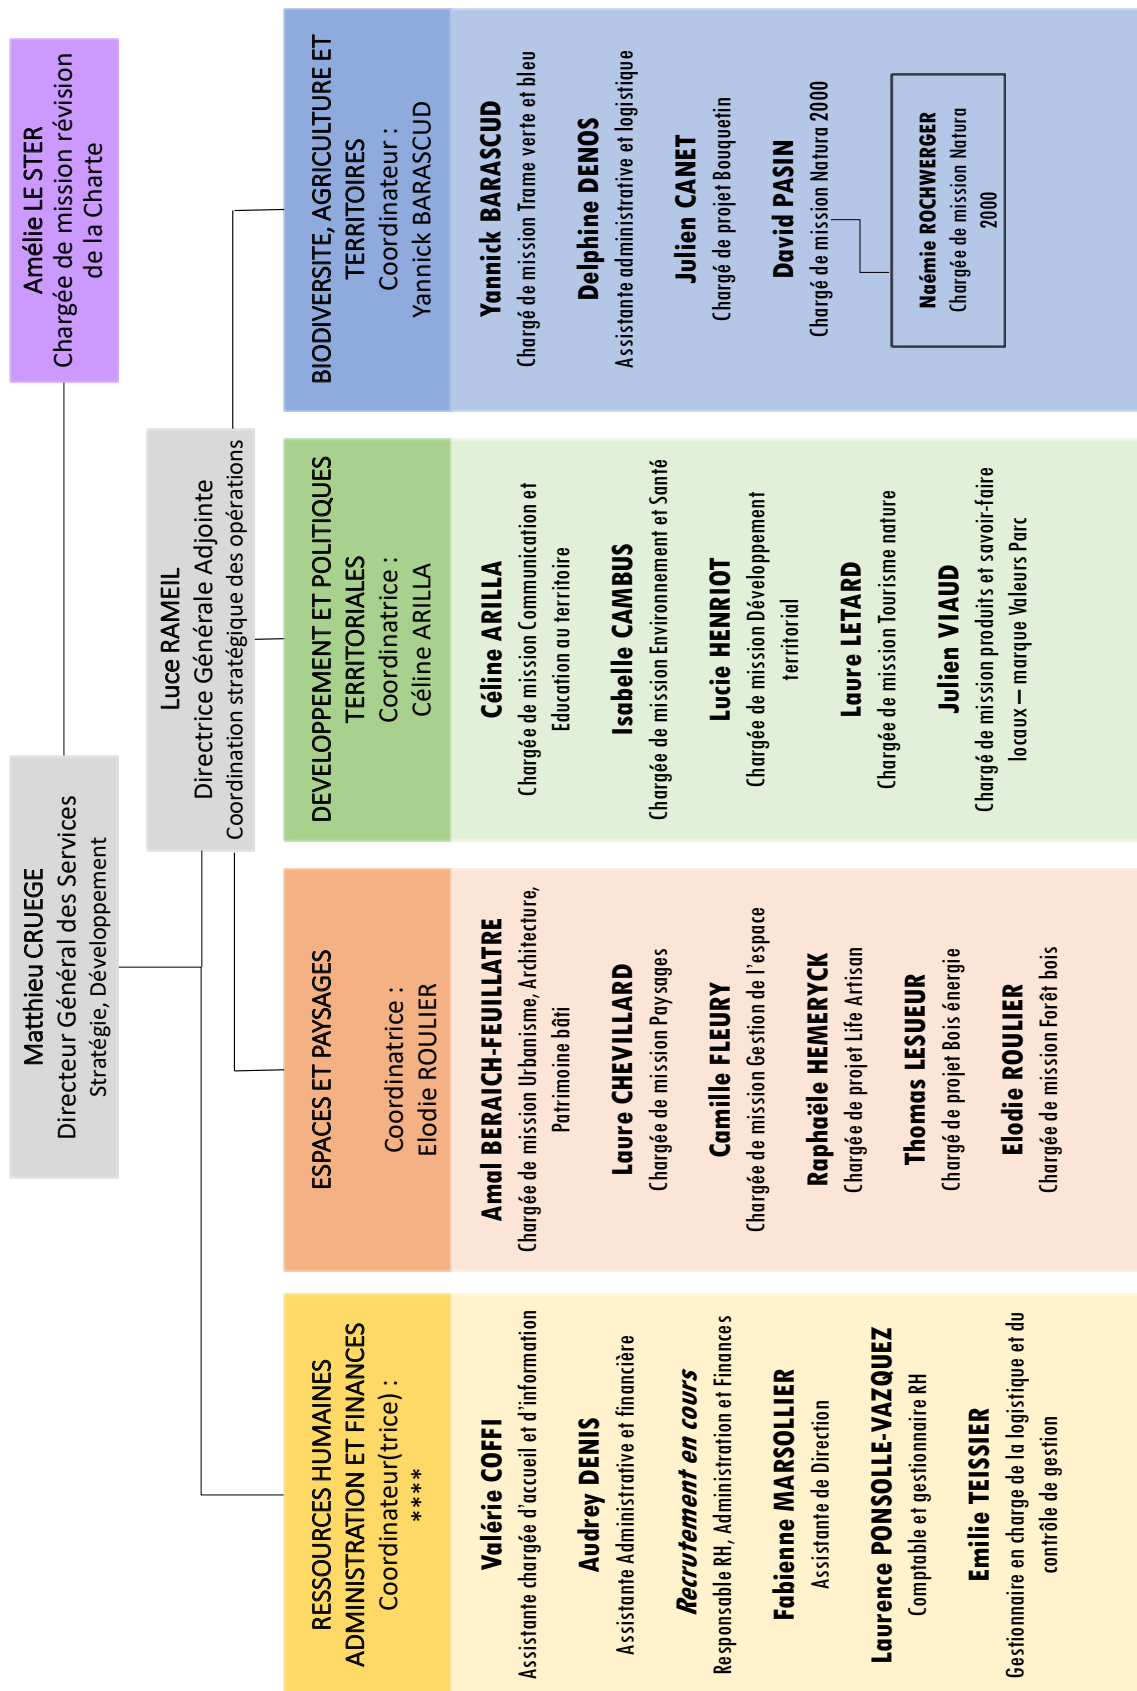 Matthieu CRUEGE
Directeur Général des Services
Stratégie, Développement
Amélie LE STER
Chargée de mission révision
de la Charte
Luce RAMEIL
Directrice Générale Adjointe
Coordination stratégique des opérations
RESSOURCES HUMAINES
ADMINISTRATION ET FINANCES
Coordinateur(trice) :
****
Valérie COFFI
Assistante chargée d'accueil et d'information
Audrey DENIS
Assistante Administrative et financière
Recrutement en cours
Responsable RH, Administration et Finances
Fabienne MARSOLLIER
Assistante de Direction
Laurence PONSOLLE-VAZQUEZ
Comptable et gestionnaire RH
Emilie TEISSIER
Gestionnaire en charge de la logistique et du
contrôle de gestion
ESPACES ET PAYSAGES
Coordinatrice :
Elodie ROULIER
Amal BERAICH-FEUILLATRE
Chargée de mission Urbanisme, Architecture,
Patrimoine bâti
Laure CHEVILLARD
Chargée de mission Paysages
Camille FLEURY
Chargée de mission Gestion de l'espace
Raphaële HEMERYCK
Chargée de projet Life Artisan
Thomas LESUEUR
Chargé de projet Bois énergie
Elodie ROULIER
Chargée de mission Forêt bois
DEVELOPPEMENT ET POLITIQUES
TERRITORIALES
Coordinatrice :
Céline ARILLA
Céline ARILLA
Chargée de mission Communication et
Education au territoire
Isabelle CAMBUS
Chargée de mission Environnement et Santé
Lucie HENRIOT
Chargée de mission Développement
territorial
Laure LETARD
Chargée de mission Tourisme nature
Julien VIAUD
Chargé de mission produits et savoir-faire
locaux – marque Valeurs Parc
BIODIVERSITE, AGRICULTURE ET
TERRITOIRES
Coordinateur :
Yannick BARASCUD
Yannick BARASCUD
Chargé de mission Trame verte et bleu
Delphine DENOS
Assistante administrative et logistique
Julien CANET
Chargé de projet Bouquetin
David PASIN
Chargé de mission Natura 2000
Naémie ROCHWERGER
Chargée de mission Natura
2000